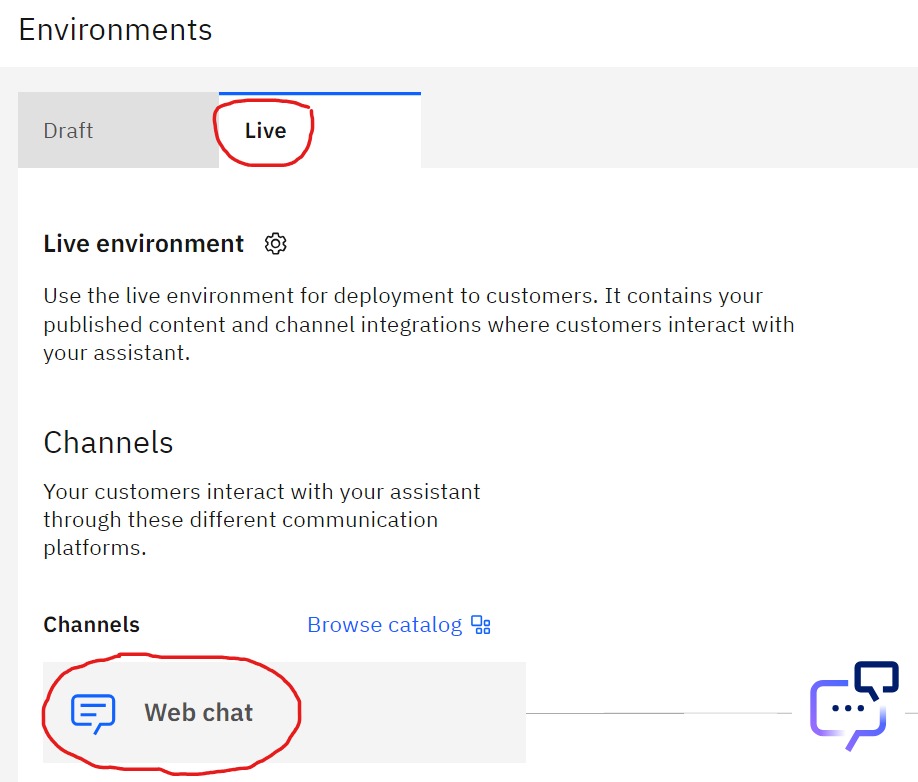 Environments
Draft
Live
Live environment
Use the live environment for deployment to customers. It contains your
published content and channel integrations where customers interact with
your assistant.
Channels
Your customers interact with your assistant
through these different communication
platforms.
Channels
Browse catalog
Web chat